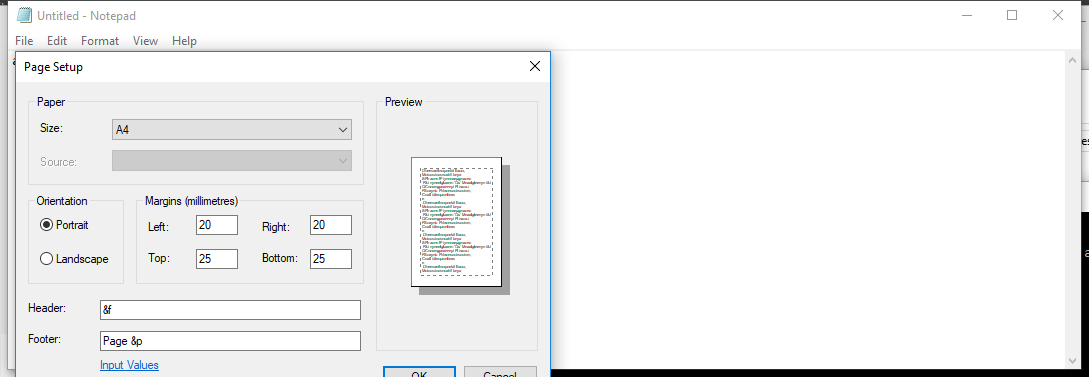 Untitled - Notepad
File Edit Format View Help
Page Setup
Paper
Size: A4
Source:
Orientation
Portrait
Landscape
Margins (millimetres)
Left: 20 Right: 20
Top: 25 Bottom: 25
Preview
Header: &f
Footer: Page &p
Input Values
OK Cancel